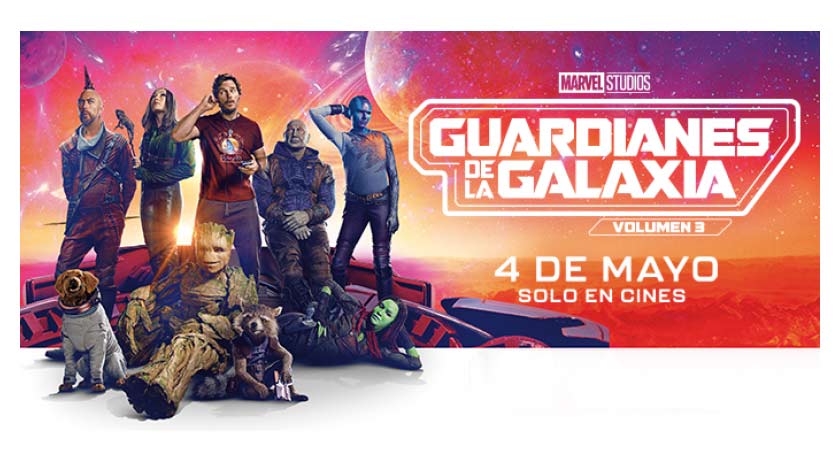 MARVEL STUDIOS
GUARDIANES
DE LA GALAXIA
VOLUMEN 3
4 DE MAYO
SOLO EN CINES